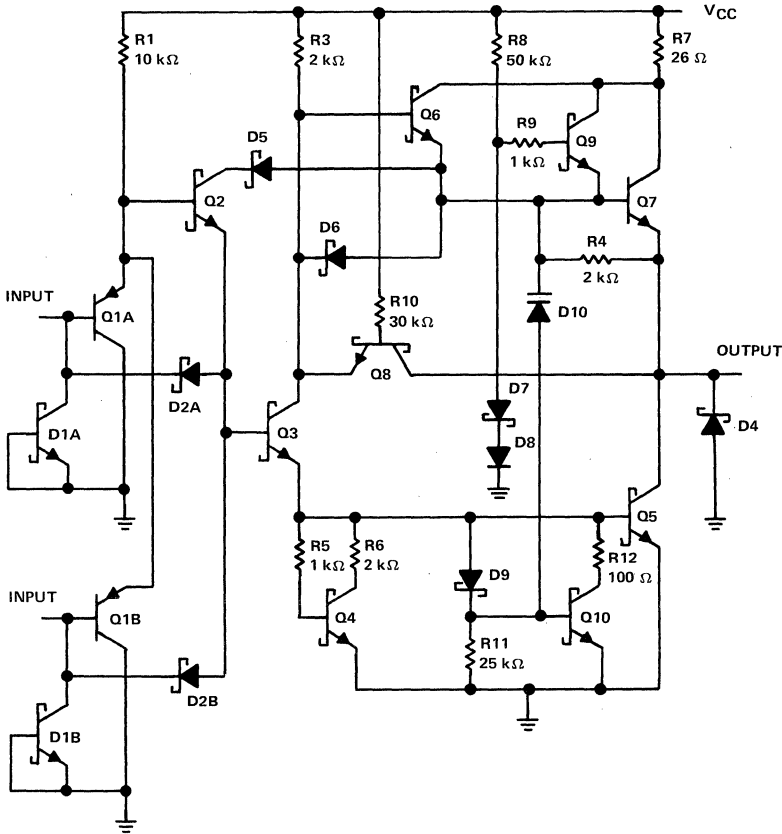 VCC
R1
10 kΩ
R3
2 kΩ
R8
50 kΩ
R7
26 Ω
Q6
R9
1 kΩ
Q9
D5
Q2
Q7
D6
R4
2 kΩ
INPUT
Q1A
R10
30 kΩ
D10
Q8
OUTPUT
D2A
D7
D4
D1A
Q3
D8
Q5
R5
1 kΩ
R6
2 kΩ
D9
R12
100 Ω
INPUT
Q1B
Q4
Q10
R11
25 kΩ
D2B
D1B